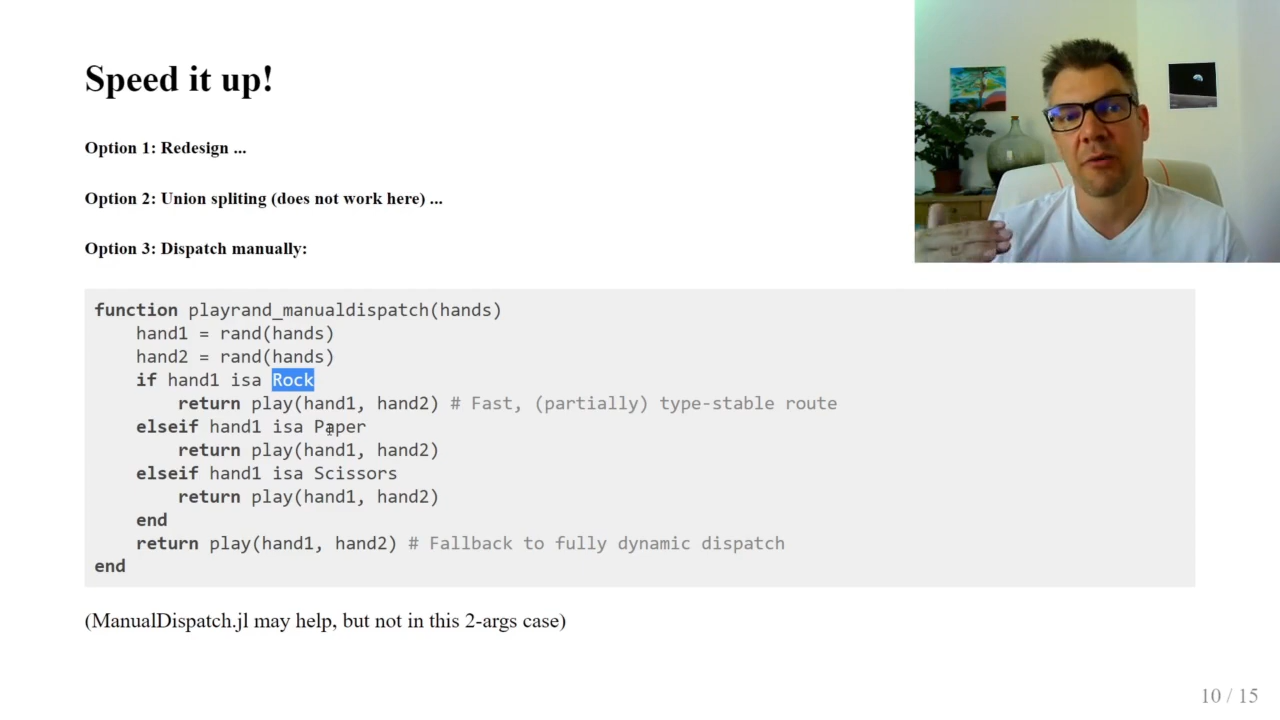 Speed it up!
Option 1: Redesign ...
Option 2: Union spliting (does not work here) ...
Option 3: Dispatch manually:
function playrand_manualdispatch(hands)
    hand1 = rand(hands)
    hand2 = rand(hands)
    if hand1 isa Rock
        return play(hand1, hand2) # Fast, (partially) type-stable route
    elseif hand1 isa Paper
        return play(hand1, hand2)
    elseif hand1 isa Scissors
        return play(hand1, hand2)
    end
    return play(hand1, hand2) # Fallback to fully dynamic dispatch
end
(ManualDispatch.jl may help, but not in this 2-args case)
10 / 15